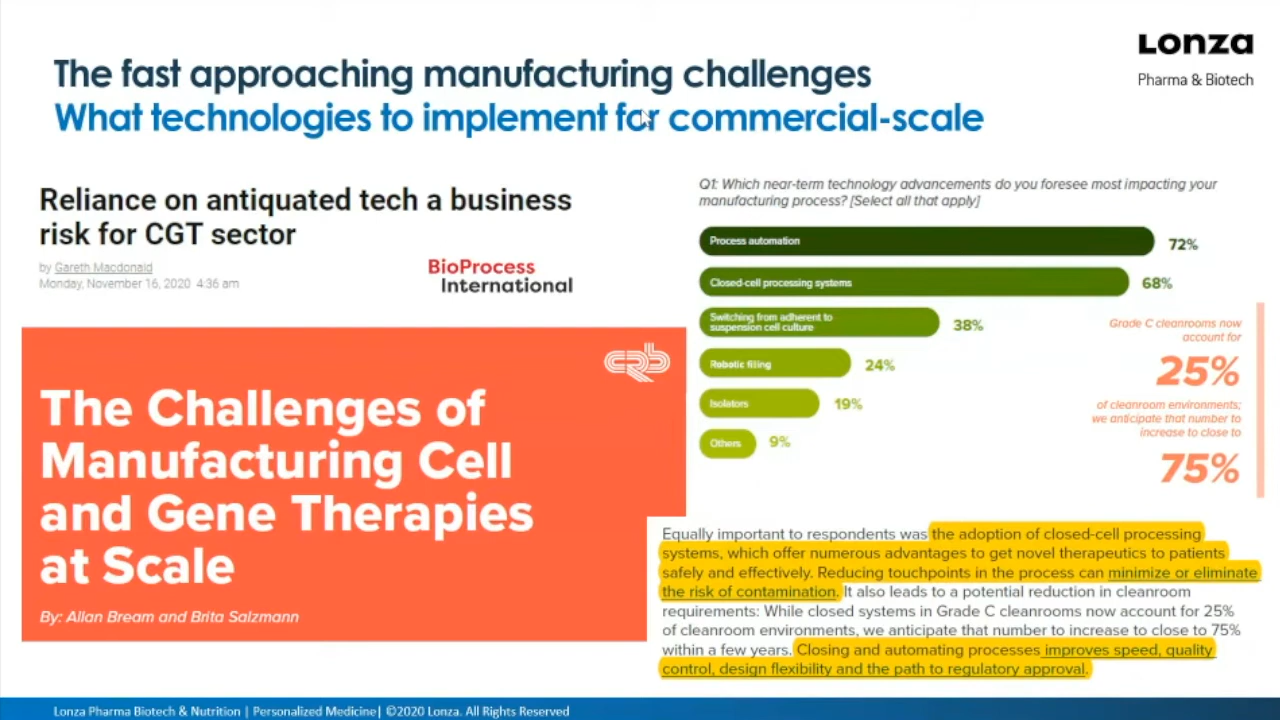 The fast approaching manufacturing challenges
What technologies to implement for commercial-scale
Lonza
Pharma & Biotech
Reliance on antiquated tech a business
risk for CGT sector
by Gareth Macdonald
Monday, November 16, 2020 4:36 am
BioProcess
International
crb
The Challenges of
Manufacturing Cell
and Gene Therapies
at Scale
By: Allan Bream and Brita Salzmann
Q1: Which near-term technology advancements do you foresee most impacting your
manufacturing process? [Select all that apply]
Process automation
72%
Closed-cell processing systems
68%
Switching from adherent to
suspension cell culture
38%
Robotic filling
24%
Isolators
19%
Others
9%
Grade C cleanrooms now
account for
25%
of cleanroom environments;
we anticipate that number to
increase to close to
75%
Equally important to respondents was the adoption of closed-cell processing
systems, which offer numerous advantages to get novel therapeutics to patients
safely and effectively. Reducing touchpoints in the process can minimize or eliminate
the risk of contamination. It also leads to a potential reduction in cleanroom
requirements: While closed systems in Grade C cleanrooms now account for 25%
of cleanroom environments, we anticipate that number to increase to close to 75%
within a few years. Closing and automating processes improves speed, quality
control, design flexibility and the path to regulatory approval.
Lonza Pharma Biotech & Nutrition | Personalized Medicine| ©2020 Lonza. All Rights Reserved